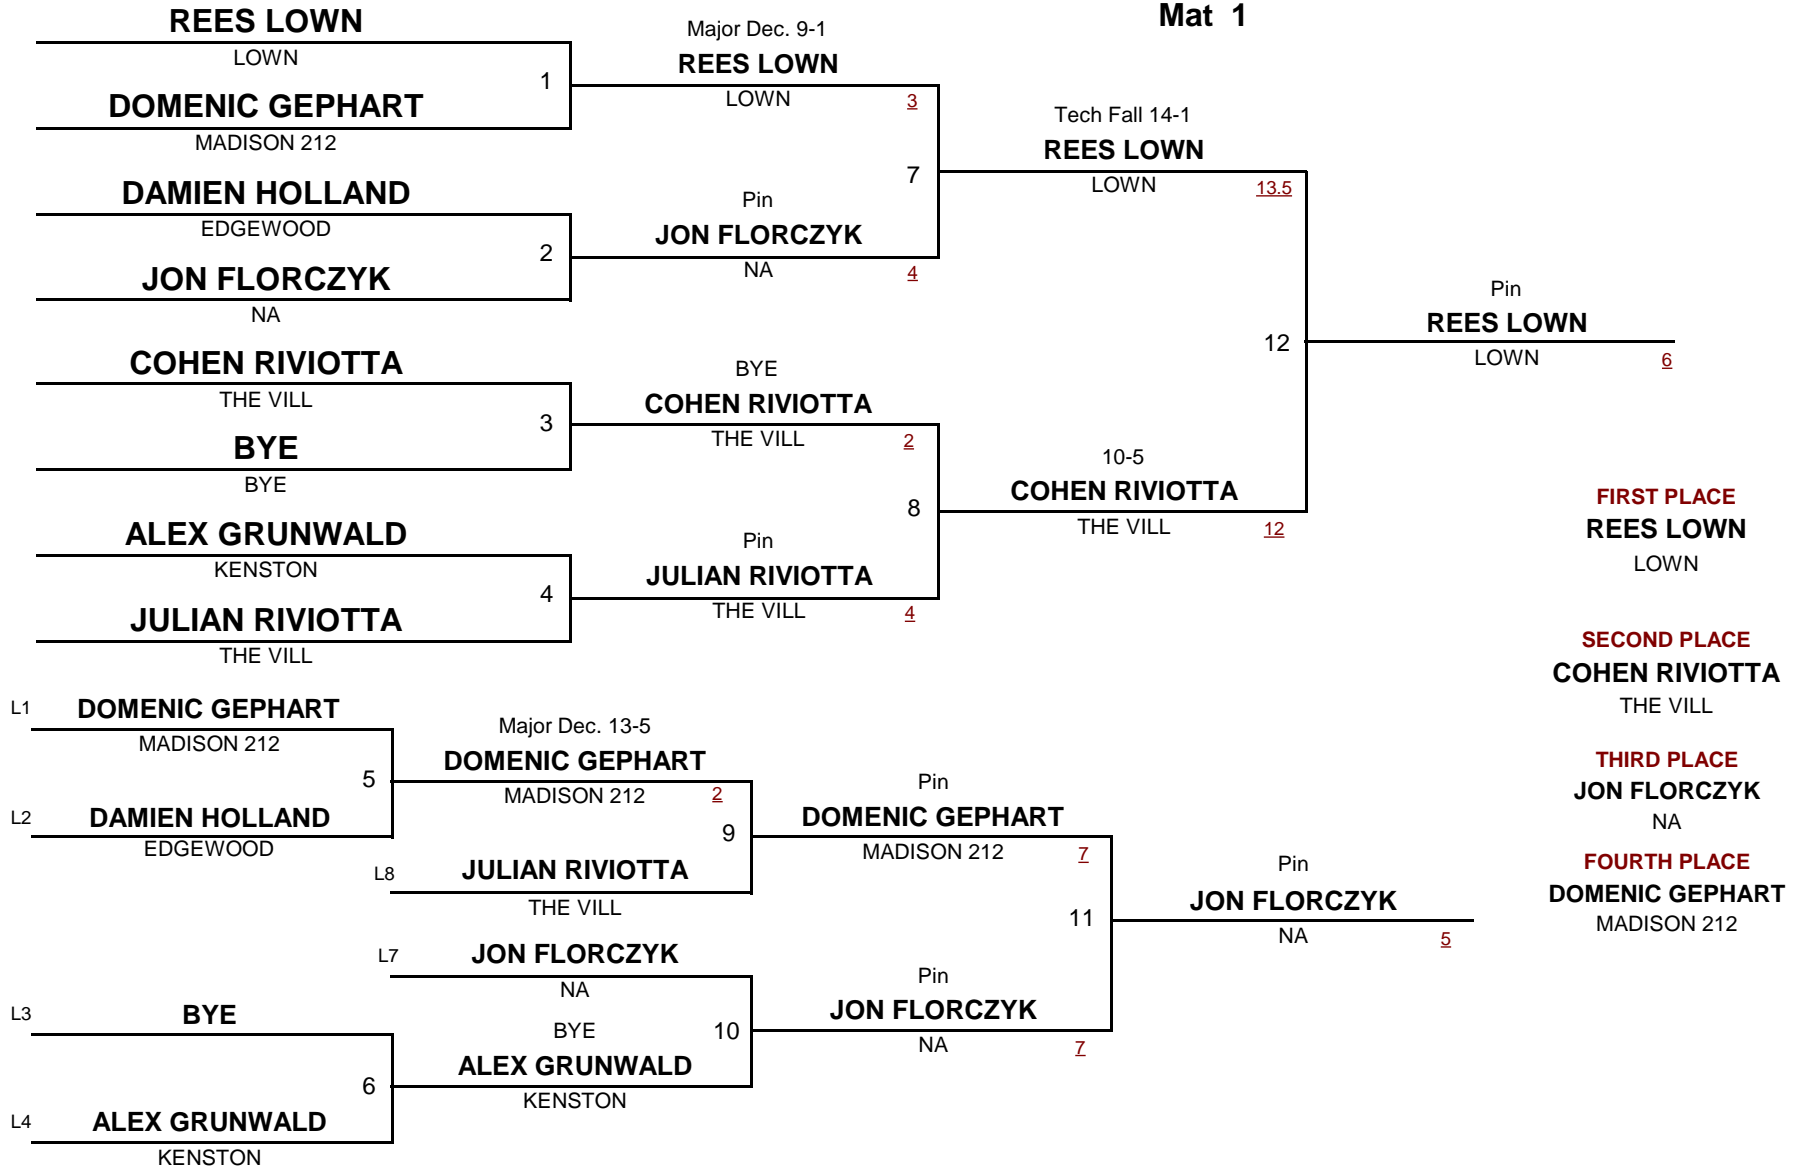 Mat 1
REES LOWN
LOWN
1
DOMENIC GEPHART
MADISON 212
DAMIEN HOLLAND
EDGEWOOD
2
JON FLORCZYK
NA
COHEN RIVIOTTA
THE VILL
3
BYE
BYE
ALEX GRUNWALD
KENSTON
4
JULIAN RIVIOTTA
THE VILL
Major Dec. 9-1
REES LOWN
LOWN 3
7
Pin
JON FLORCZYK
NA 4
BYE
COHEN RIVIOTTA
THE VILL 2
8
Pin
JULIAN RIVIOTTA
THE VILL 4
Tech Fall 14-1
REES LOWN
LOWN 13.5
12
10-5
COHEN RIVIOTTA
THE VILL 12
Pin
REES LOWN
LOWN 6
FIRST PLACE
REES LOWN
LOWN
SECOND PLACE
COHEN RIVIOTTA
THE VILL
THIRD PLACE
JON FLORCZYK
NA
FOURTH PLACE
DOMENIC GEPHART
MADISON 212
L1 DOMENIC GEPHART
MADISON 212
5
L2 DAMIEN HOLLAND
EDGEWOOD
L3 BYE
6
L4 ALEX GRUNWALD
KENSTON
Major Dec. 13-5
DOMENIC GEPHART
MADISON 212 2
9
L8 JULIAN RIVIOTTA
THE VILL
L7 JON FLORCZYK
NA
BYE 10
ALEX GRUNWALD
KENSTON
Pin
DOMENIC GEPHART
MADISON 212 7
11
Pin
JON FLORCZYK
NA 7
Pin
JON FLORCZYK
NA 5